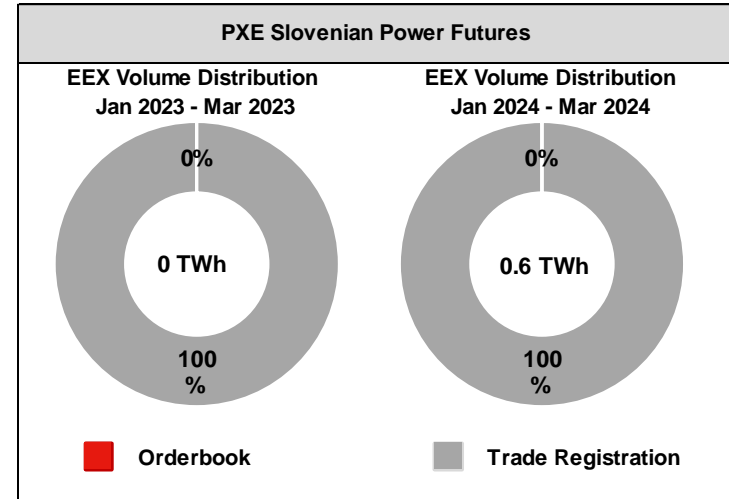 PXE Slovenian Power Futures
EEX Volume Distribution
Jan 2023 - Mar 2023
EEX Volume Distribution
Jan 2024 - Mar 2024
0%
0 TWh
100
%
0%
0.6 TWh
100
%
Orderbook
Trade Registration